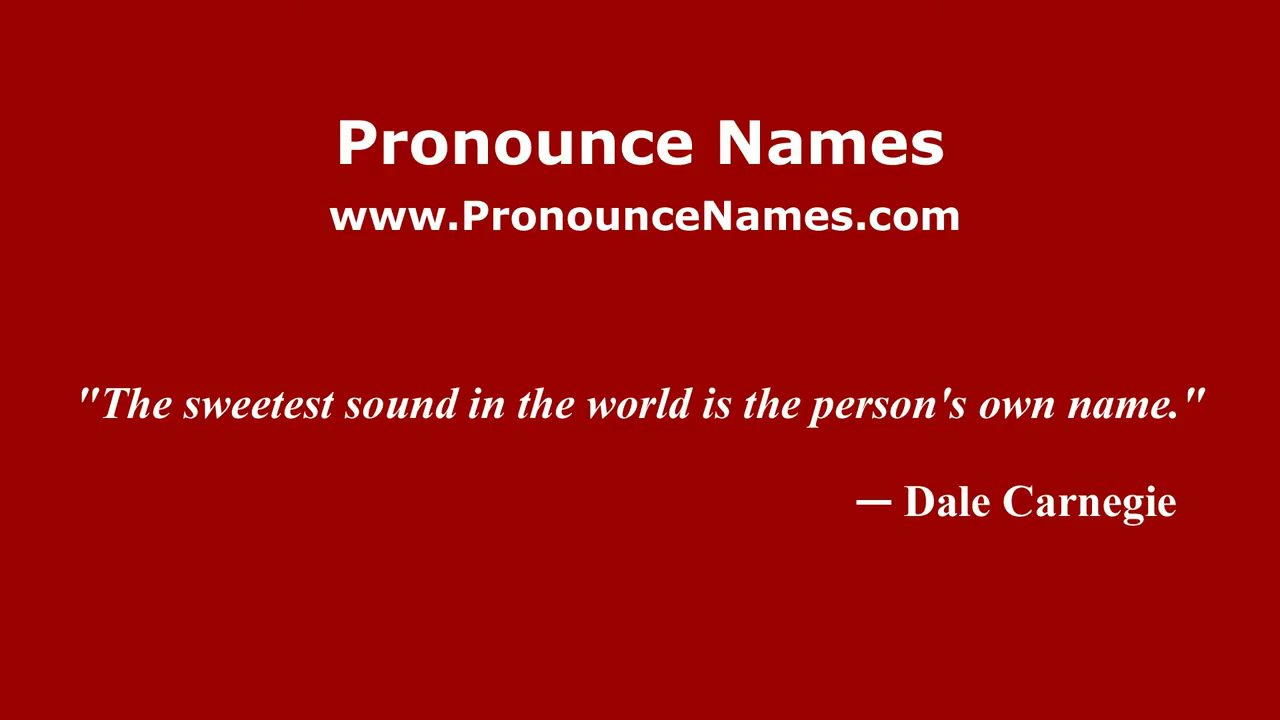 Pronounce Names
www.PronounceNames.com
"The sweetest sound in the world is the person's own name."
— Dale Carnegie